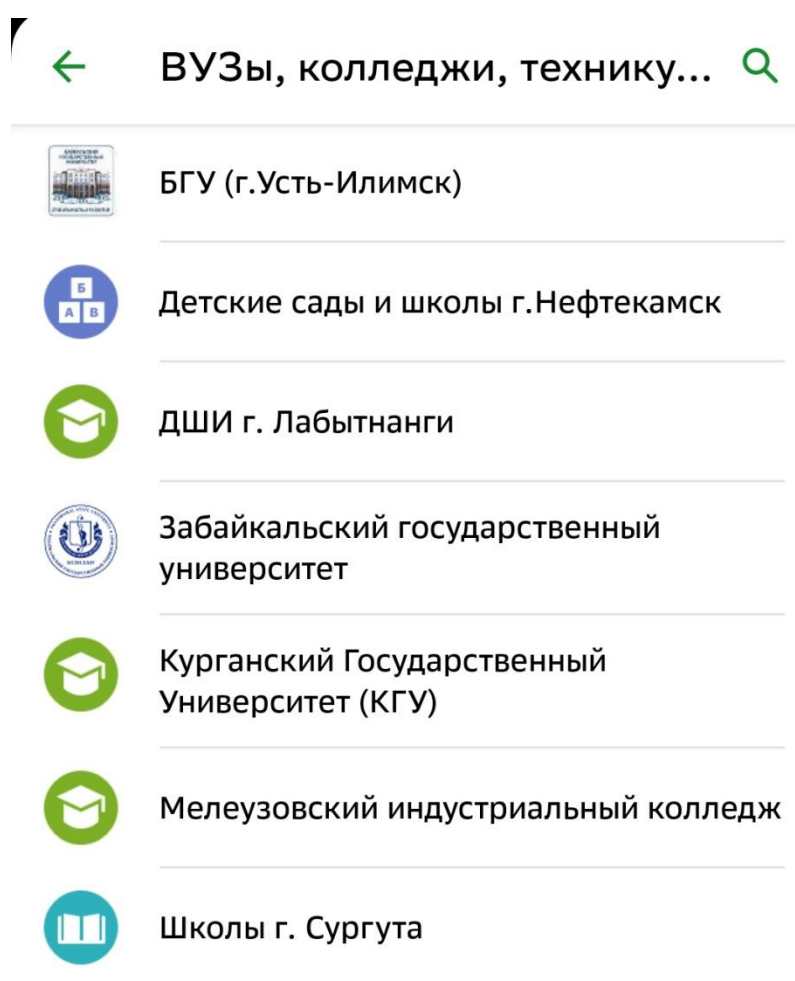 ВУЗы, колледжи, технику...
БГУ (г.Усть-Илимск)
Детские сады и школы г.Нефтекамск
Б
А В
ДШИ г. Лабытнанги
Забайкальский государственный
университет
Курганский Государственный
Университет (КГУ)
Мелеузовский индустриальный колледж
Школы г. Сургута